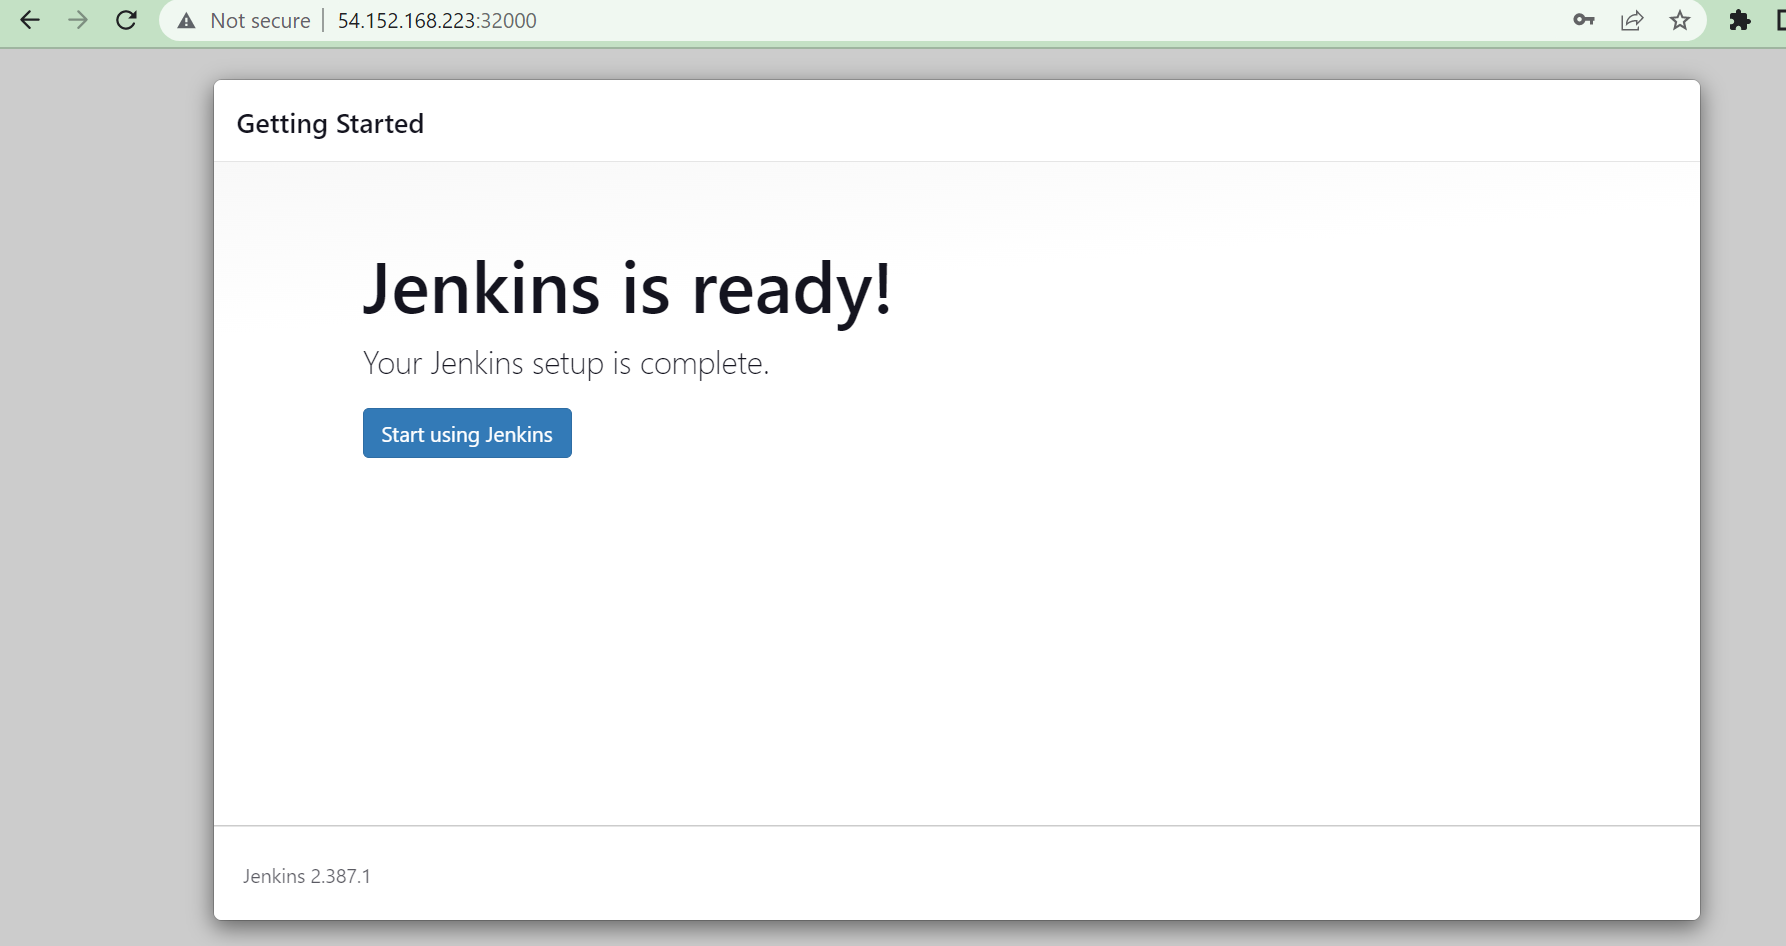 Not secure | 54.152.168.223:32000
Getting Started
Jenkins is ready!
Your Jenkins setup is complete.
Start using Jenkins
Jenkins 2.387.1